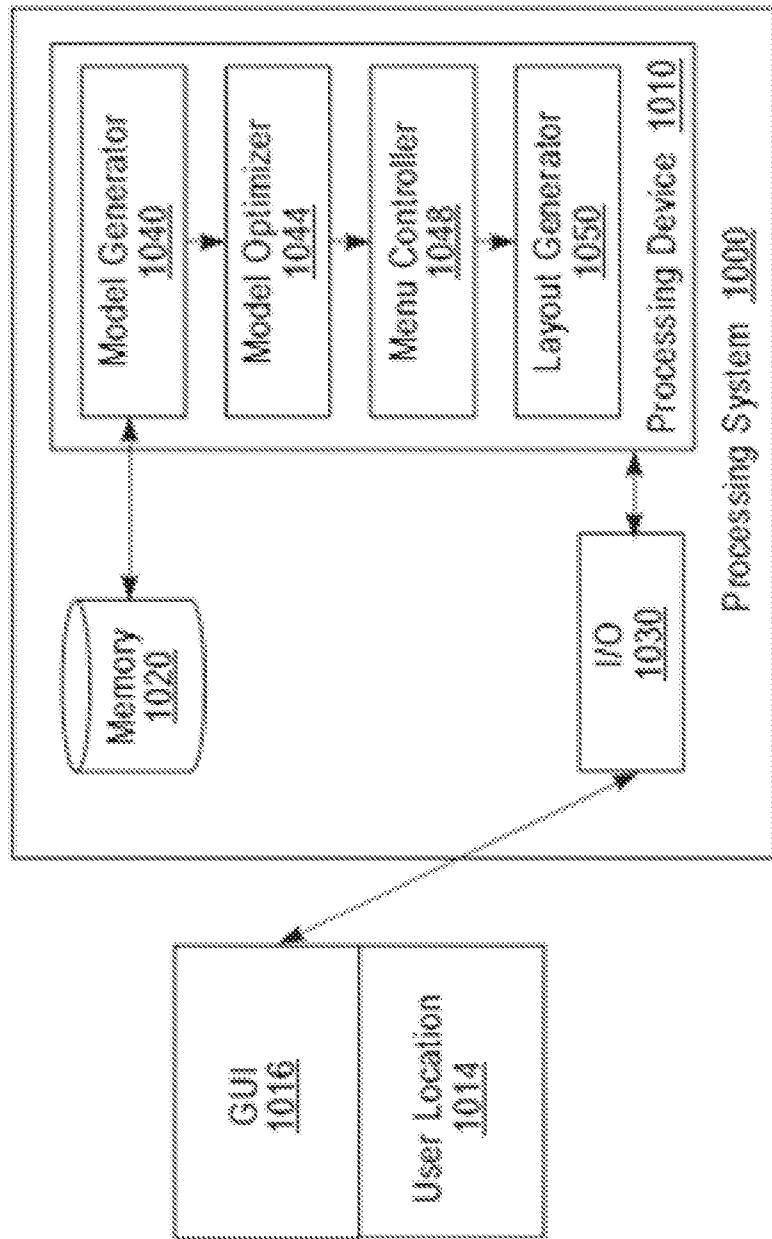 GUI
1016
User Location
1014
Memory
1020
I/O
1030
Model Generator
1040
Model Optimizer
1044
Menu Controller
1048
Layout Generator
1050
Processing Device 1010
Processing System 1000